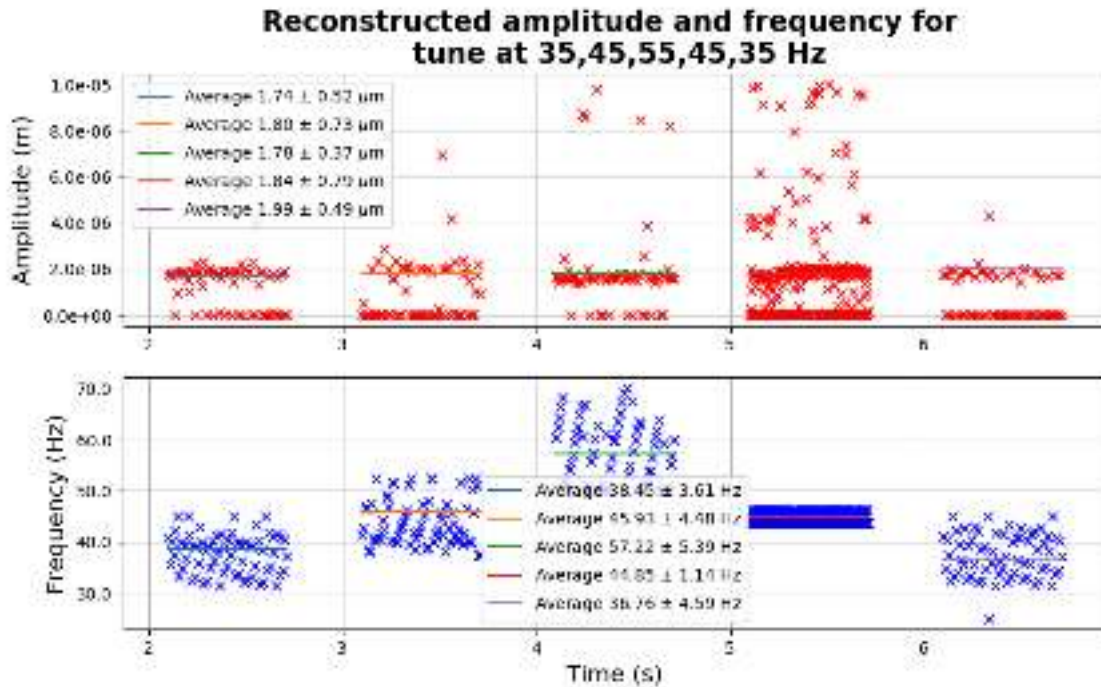 Reconstructed amplitude and frequency for
tune at 35,45,55,45,35 Hz
Amplitude (m)
1.0e-05
8.0e-06
6.0e-06
4.0e-06
2.0e-06
0.0e+00
Average 1.74 ± 0.52 µm
Average 1.80 ± 0.73 µm
Average 1.78 ± 0.37 µm
Average 1.84 ± 0.79 µm
Average 1.99 ± 0.49 µm
2 3 4 5 6
Frequency (Hz)
70.0
60.0
50.0
40.0
30.0
Average 38.45 ± 3.61 Hz
Average 45.93 ± 4.48 Hz
Average 57.22 ± 5.39 Hz
Average 44.85 ± 1.14 Hz
Average 36.76 ± 4.59 Hz
2 3 4 5 6
Time (s)